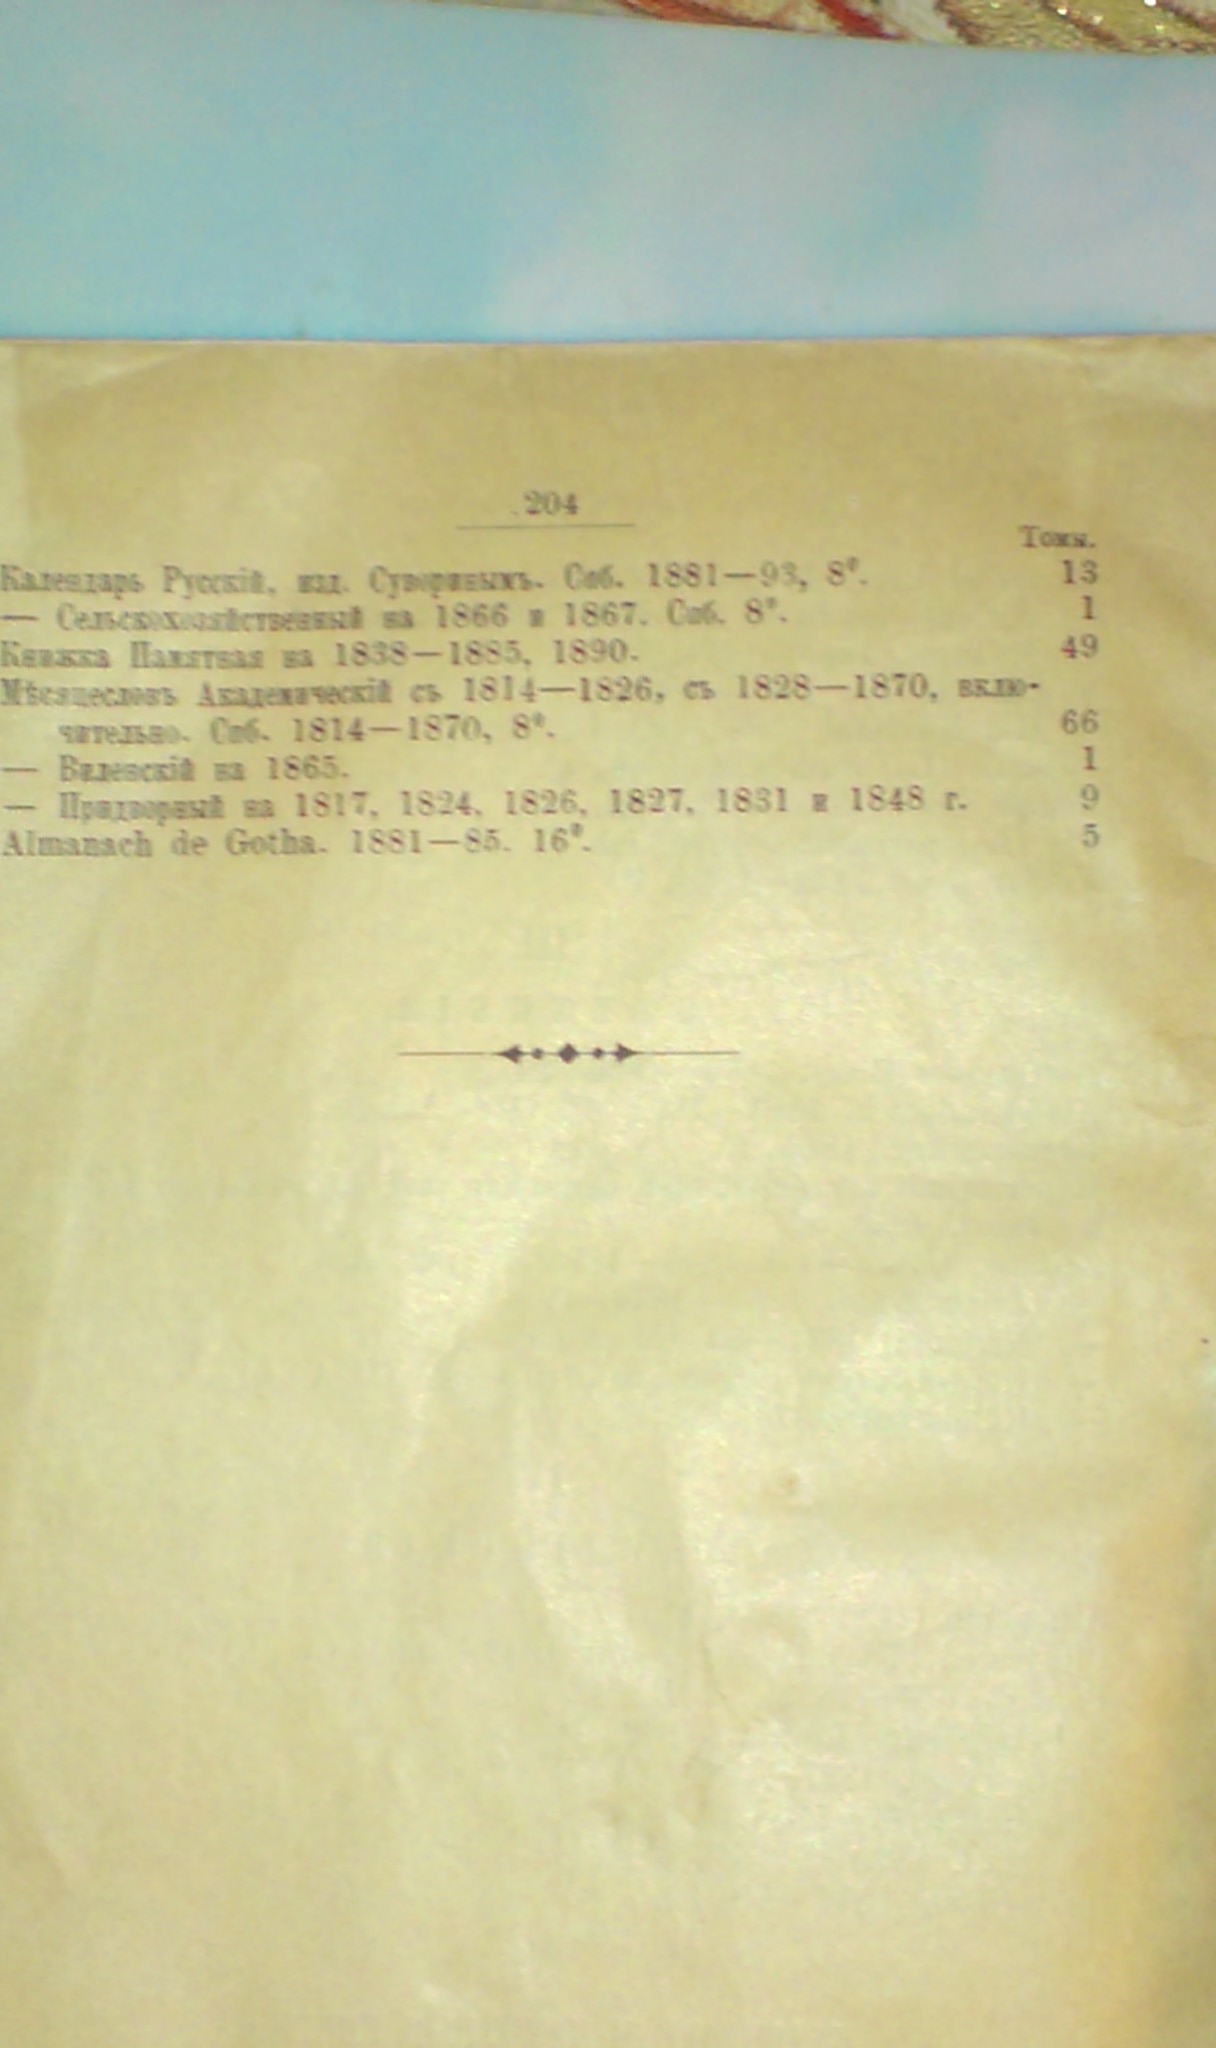 204
Томы.
Календарь Русскій, изд. Суворинымъ. Спб. 1881—93, 8°. 13
— Сельскохозяйственный на 1866 и 1867. Спб. 8°. 1
Книжка Памятная на 1838—1885, 1890. 49
Мѣсяцесловъ Академическій съ 1814—1826, съ 1828—1870, вклю-
чительно. Спб. 1814—1870, 8°. 66
— Виленскій на 1865. 1
— Придворный на 1817, 1824, 1826, 1827, 1831 и 1848 г. 9
Almanach de Gotha. 1881—85. 16°. 5